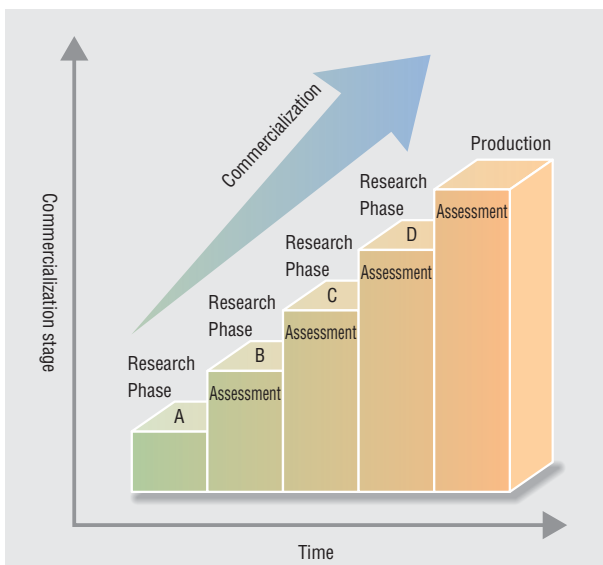 Commercialization stage
Commercialization
Production
Research
Phase
D
Assessment
Research
Phase
C
Assessment
Research
Phase
B
Assessment
Research
Phase
A
Assessment
Time